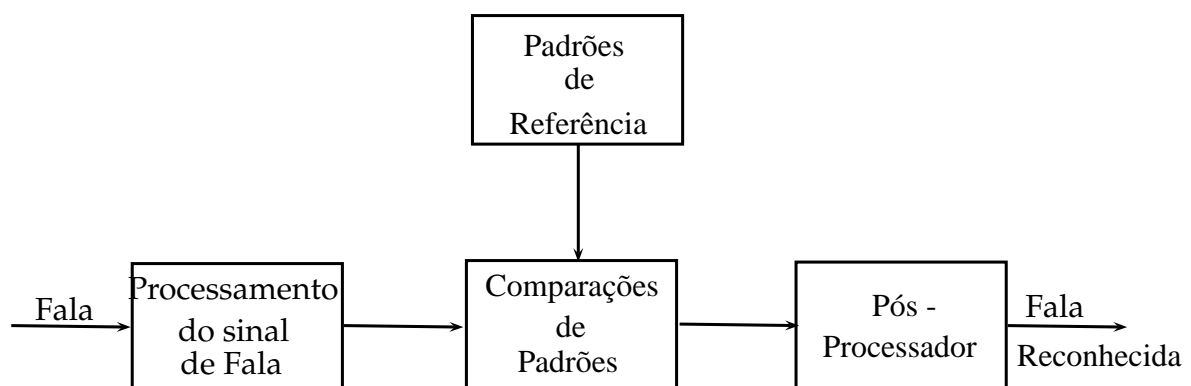 Padrões
de
Referência
Fala
Processamento
do sinal
de Fala
Comparações
de
Padrões
Pós -
Processador
Fala
Reconhecida